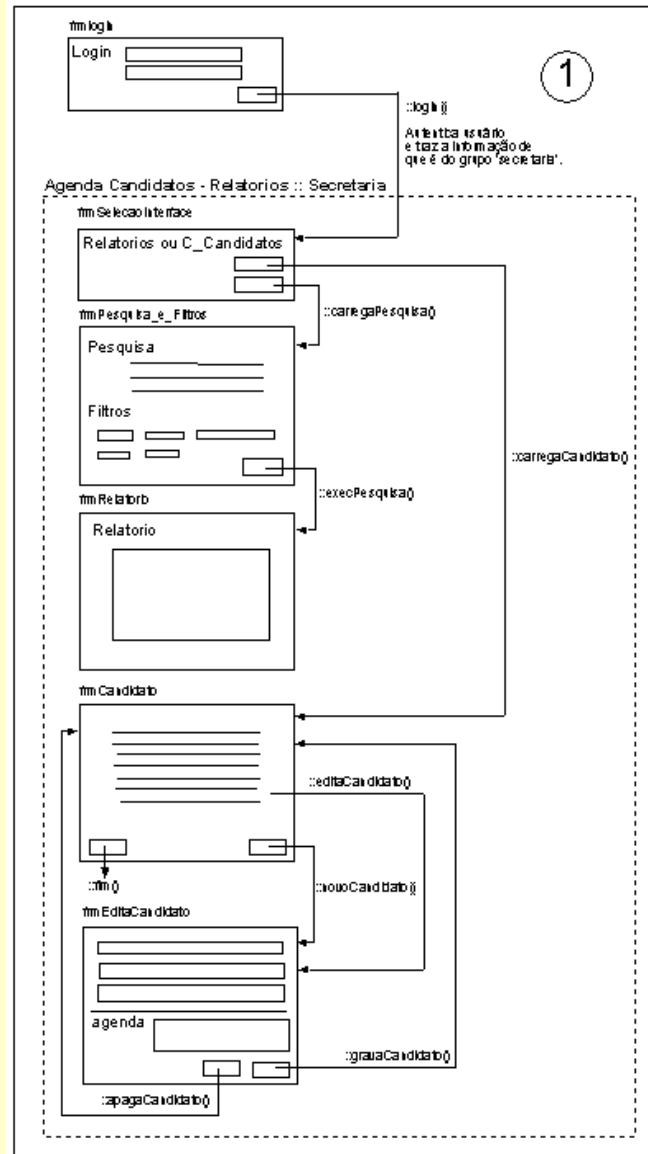 frmlogin
Login
1
::login()
Autentica usuário
e traz a informação de
que é do grupo 'secretaria'.
Agenda Candidatos - Relatorios :: Secretaria
frmSelecaoInterface
Relatorios ou C_Candidatos
::carregaPesquisa()
frmPesquisa_e_Filtros
Pesquisa
Filtros
::carregaCandidato()
::execPesquisa()
frmRelatorio
Relatorio
frmCandidato
::editaCandidato()
::fim()
::novoCandidato()
frmEditaCandidato
agenda
::gravaCandidato()
::apagaCandidato()